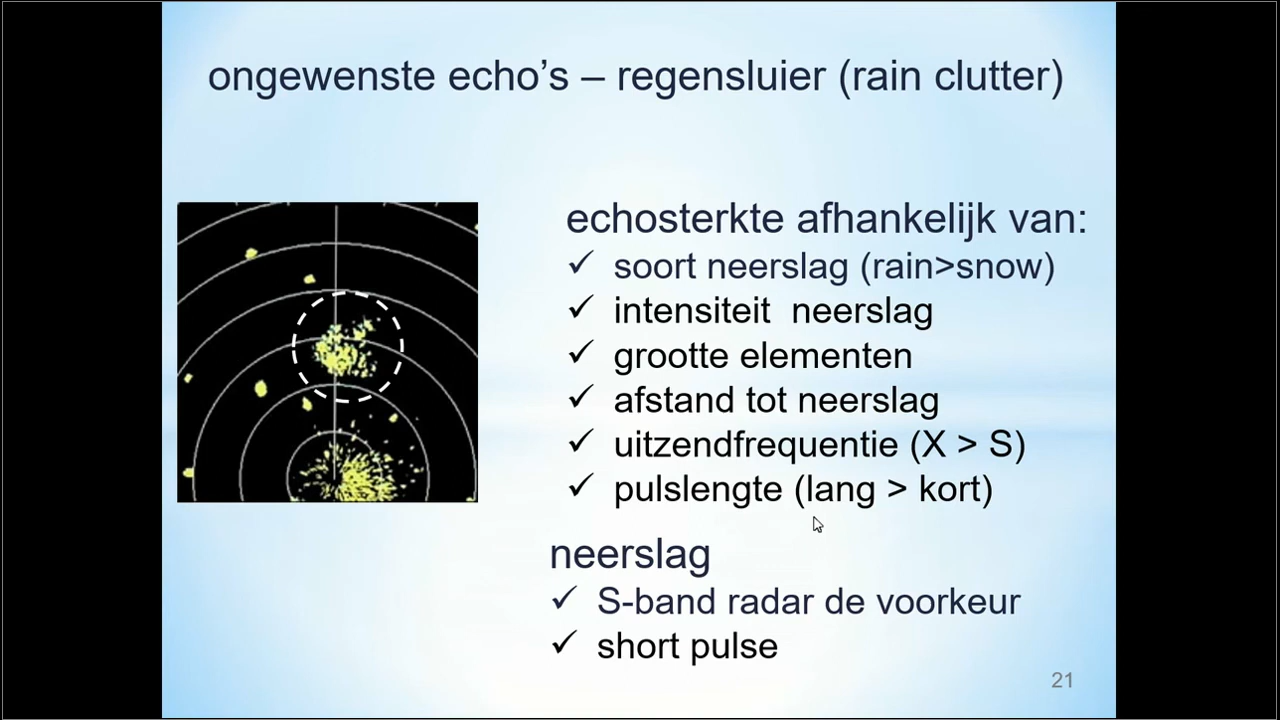 ongewenste echo’s – regensluier (rain clutter)
echosterkte afhankelijk van:
✓ soort neerslag (rain>snow)
✓ intensiteit  neerslag
✓ grootte elementen
✓ afstand tot neerslag
✓ uitzendfrequentie (X > S)
✓ pulslengte (lang > kort)
neerslag
✓ S-band radar de voorkeur
✓ short pulse
21